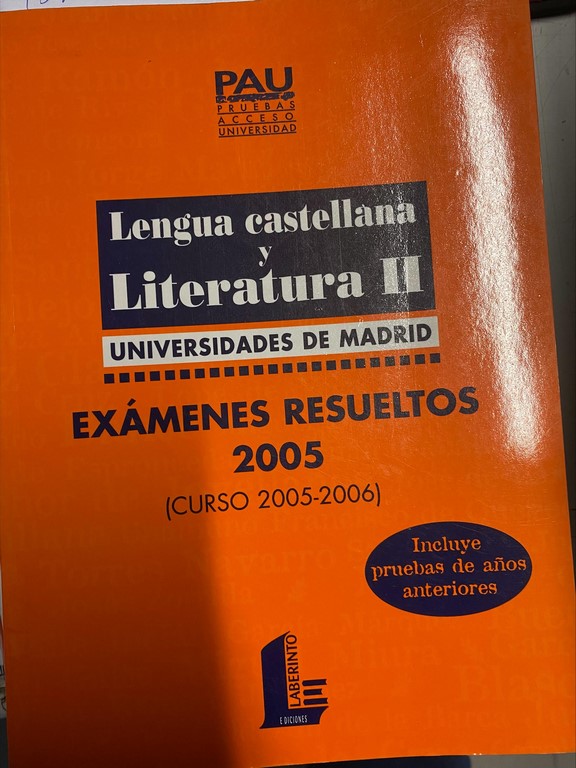 PAU
PRUEBAS
ACCESO
UNIVERSIDAD
Lengua castellana
y
Literatura II
UNIVERSIDADES DE MADRID
EXÁMENES RESUELTOS
2005
(CURSO 2005-2006)
Incluye
pruebas de años
anteriores
LABERINTO
EDICIONES